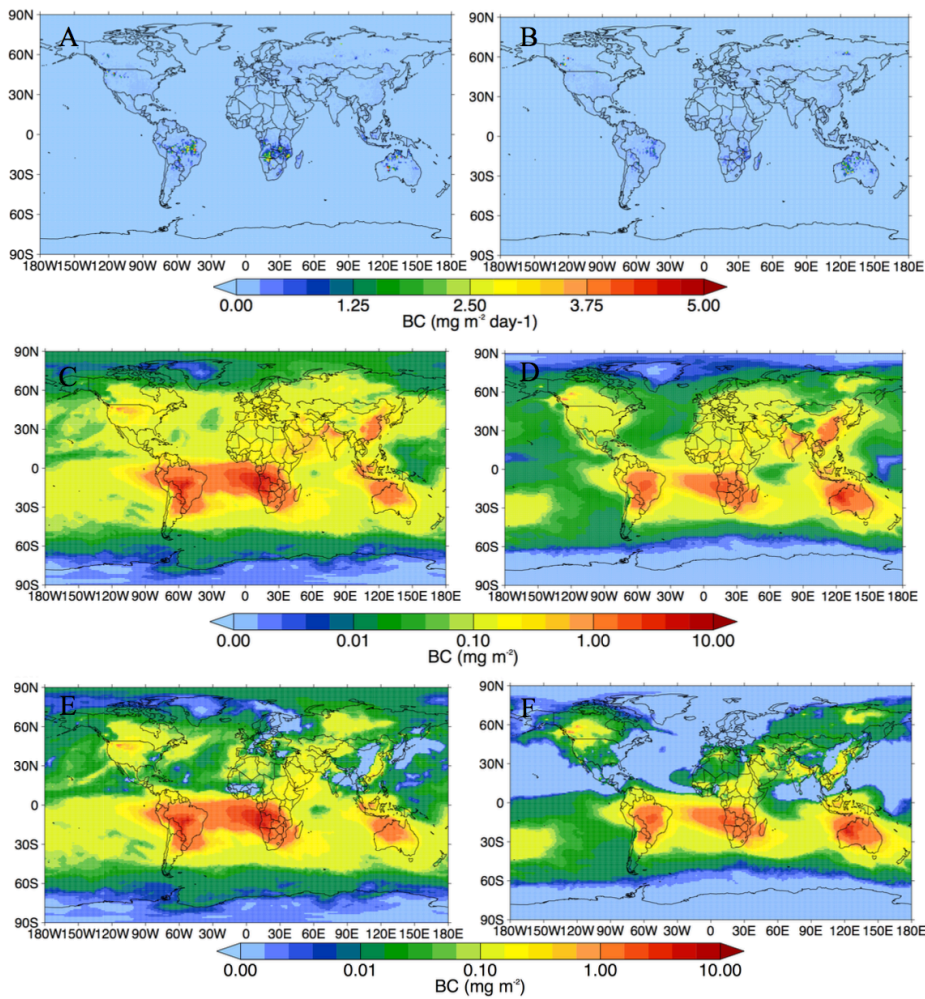 A B
90N 90N
60N 60N
30N 30N
0 0
30S 30S
60S 60S
90S 90S
180W150W120W 90W 60W 30W 0 30E 60E 90E 120E 150E 180E 180W150W120W 90W 60W 30W 0 30E 60E 90E 120E 150E 180E
0.00 1.25 2.50 3.75 5.00
BC (mg m⁻² day-1)
C D
90N 90N
60N 60N
30N 30N
0 0
30S 30S
60S 60S
90S 90S
180W150W120W 90W 60W 30W 0 30E 60E 90E 120E 150E 180E 180W150W120W 90W 60W 30W 0 30E 60E 90E 120E 150E 180E
0.00 0.01 0.10 1.00 10.00
BC (mg m⁻²)
E F
90N 90N
60N 60N
30N 30N
0 0
30S 30S
60S 60S
90S 90S
180W150W120W 90W 60W 30W 0 30E 60E 90E 120E 150E 180E 180W150W120W 90W 60W 30W 0 30E 60E 90E 120E 150E 180E
0.00 0.01 0.10 1.00 10.00
BC (mg m⁻²)